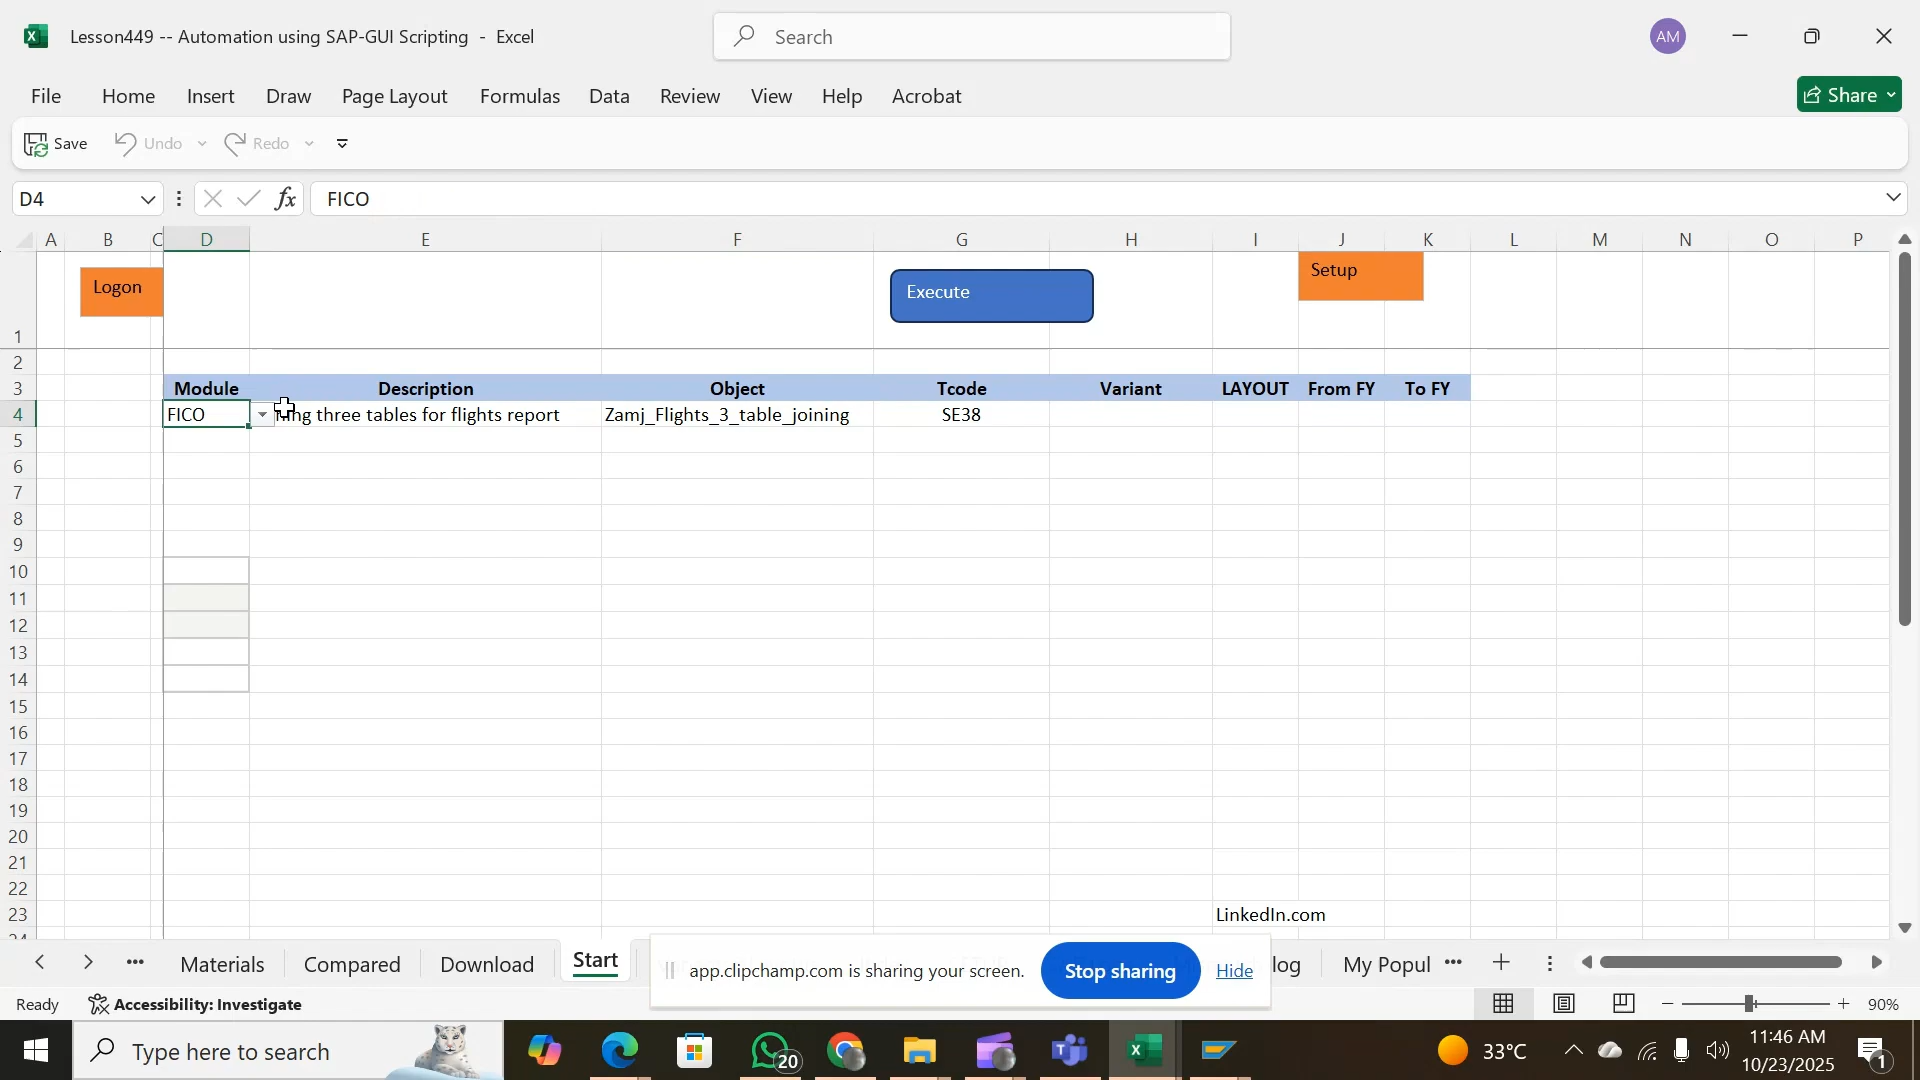 Lesson449 -- Automation using SAP-GUI Scripting - Excel
Search
AM
File Home Insert Draw Page Layout Formulas Data Review View Help Acrobat
Share
Save Undo Redo
D4
fx
FICO
A B C D E F G H I J K L M N O P
Logon
Execute
Setup
1
2
3 Module Description Object Tcode Variant LAYOUT From FY To FY
4 FICO ning three tables for flights report Zamj_Flights_3_table_joining SE38
5
6
7
8
9
10
11
12
13
14
15
16
17
18
19
20
21
22
23 LinkedIn.com
Materials Compared Download Start
log My Popul
app.clipchamp.com is sharing your screen. Stop sharing Hide
Ready Accessibility: Investigate 90%
Type here to search
20
33°C
11:46 AM
10/23/2025
1